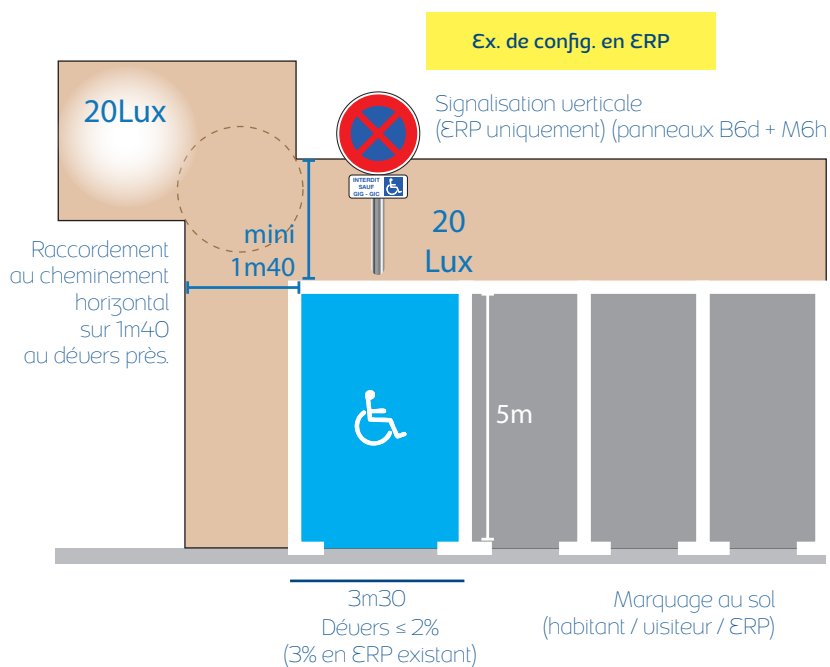 Ex. de config. en ERP
20Lux
Signalisation verticale
(ERP uniquement) (panneaux B6d + M6h
INTERDIT
SAUF
GIG - GIC
mini
1m40
20
Lux
Raccordement
au cheminement
horizontal
sur 1m40
au dévers près.
5m
3m30
Dévers ≤ 2%
(3% en ERP existant)
Marquage au sol
(habitant / visiteur / ERP)